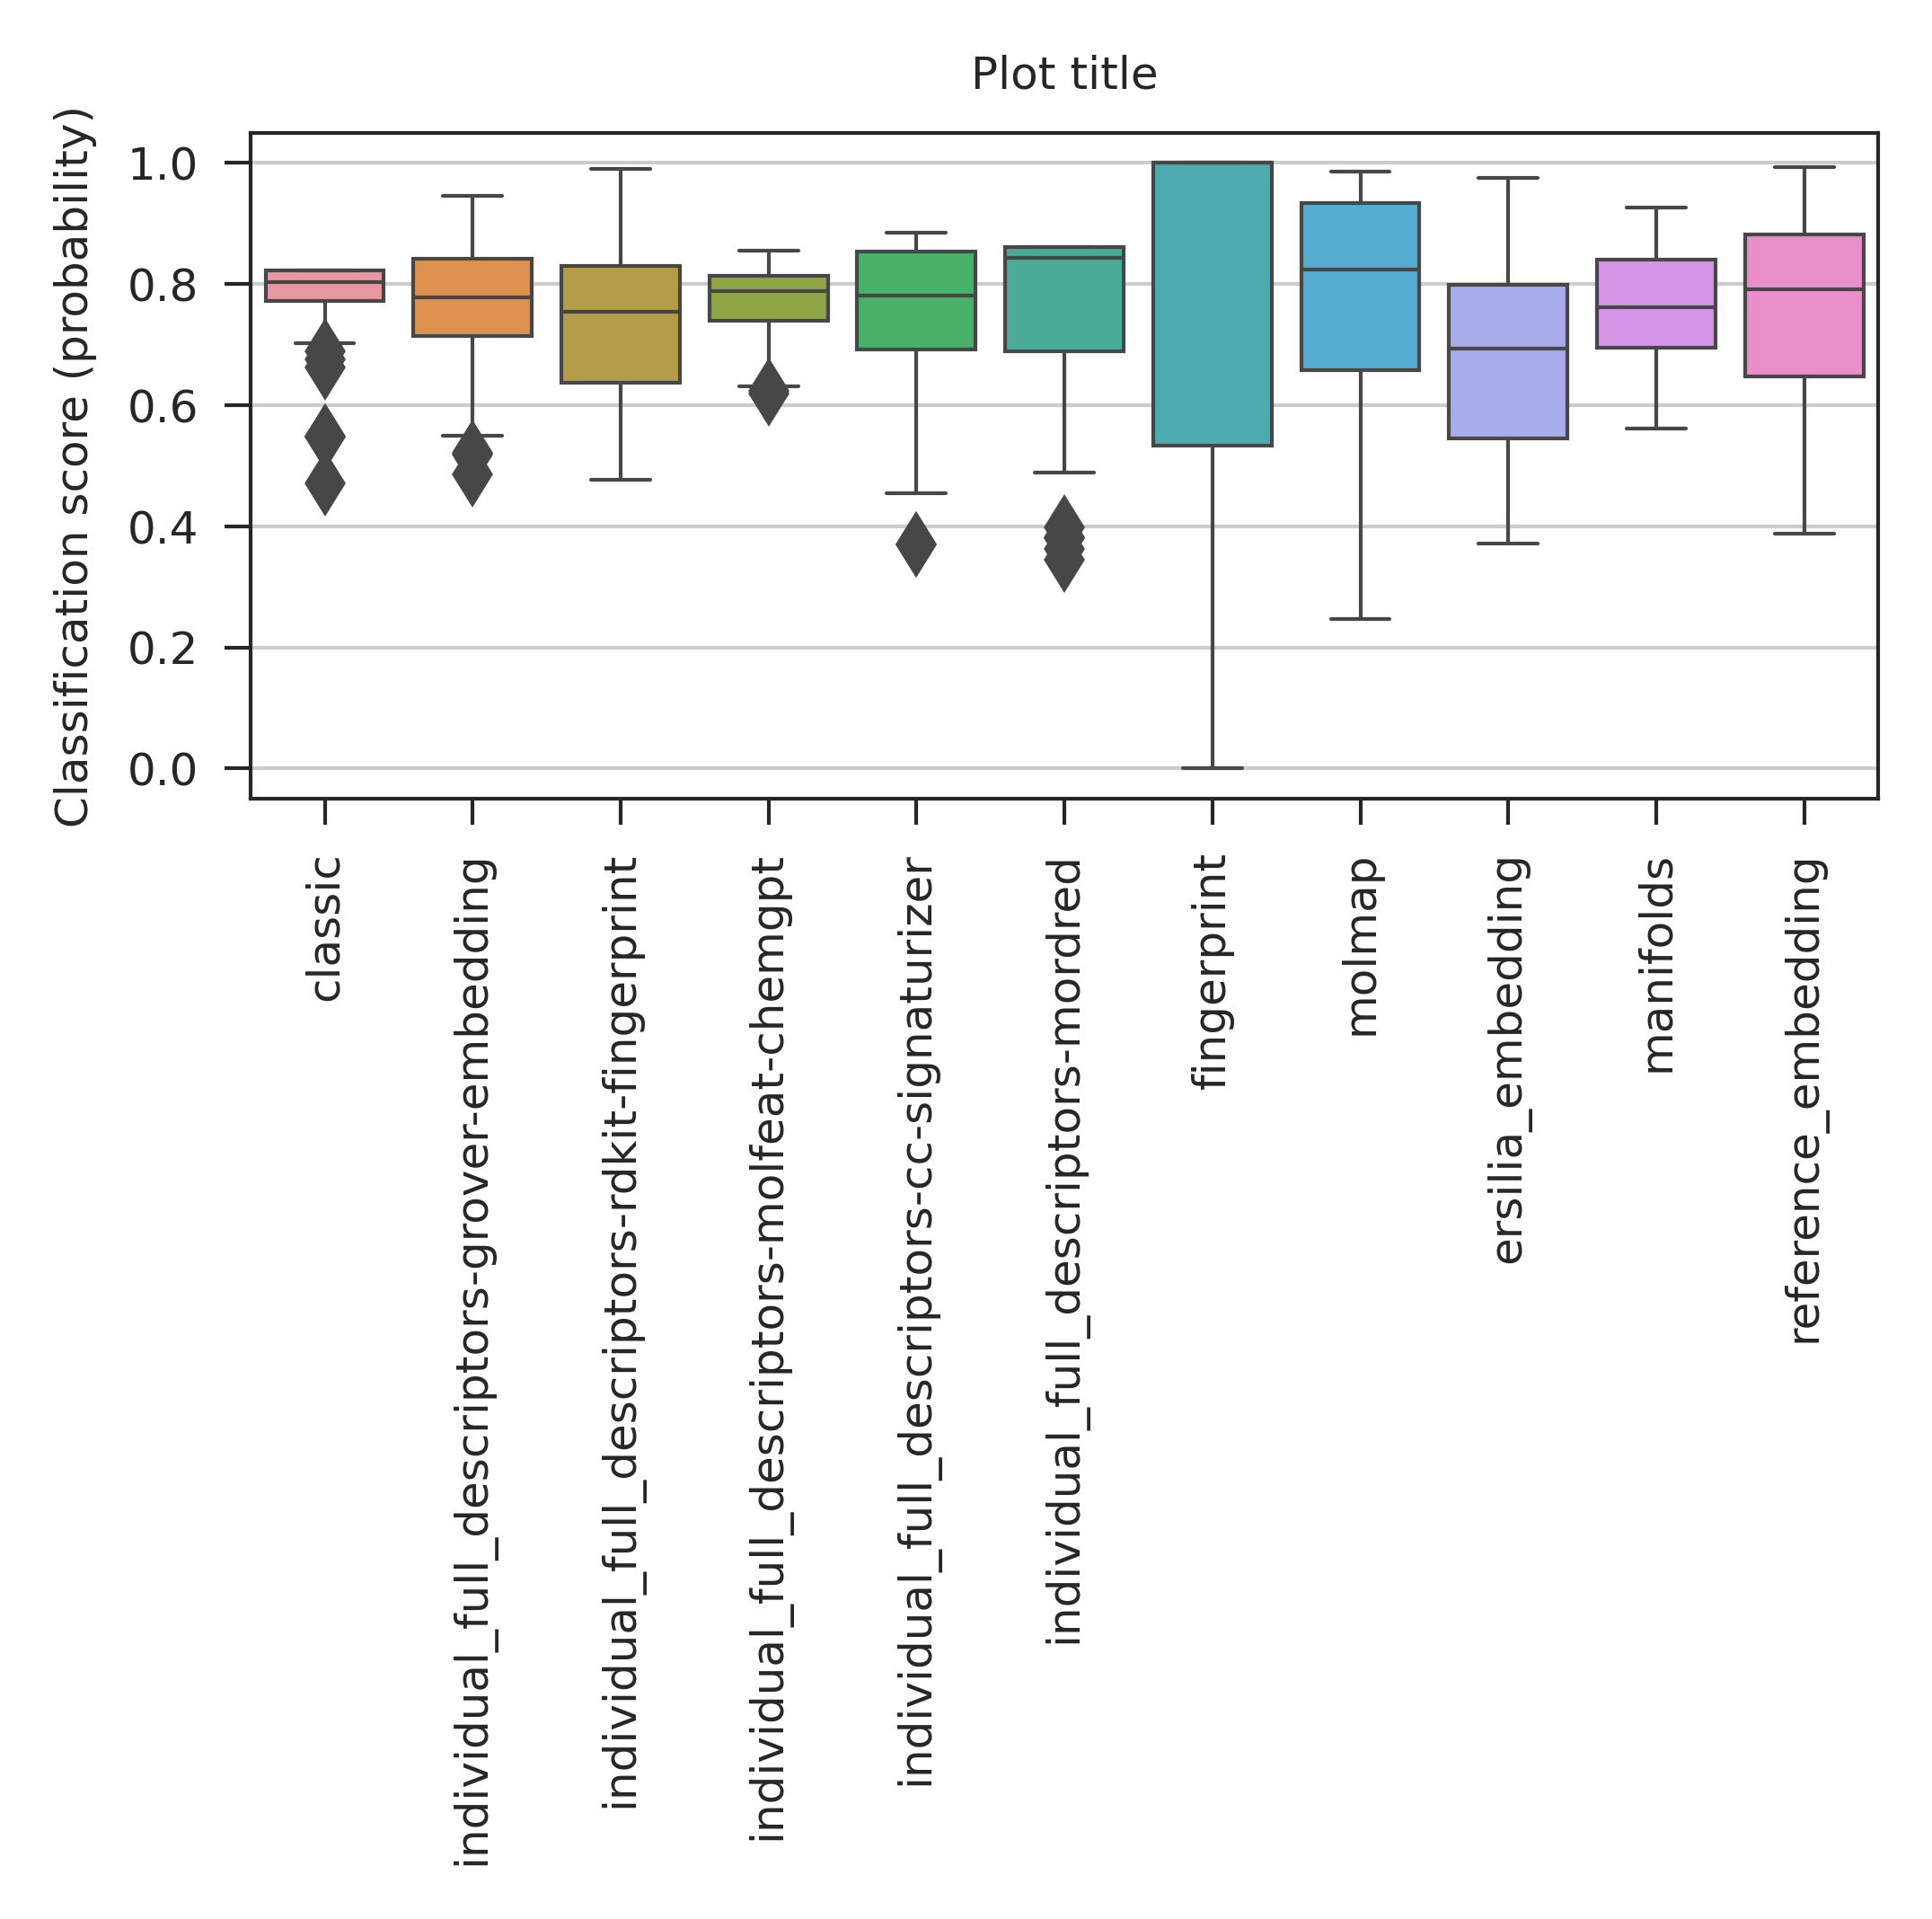 Plot title
Classification score (probability)
1.0
0.8
0.6
0.4
0.2
0.0
classic
individual_full_descriptors-grover-embedding
individual_full_descriptors-rdkit-fingerprint
individual_full_descriptors-molfeat-chemgpt
individual_full_descriptors-cc-signaturizer
individual_full_descriptors-mordred
fingerprint
molmap
ersilia_embedding
manifolds
reference_embedding